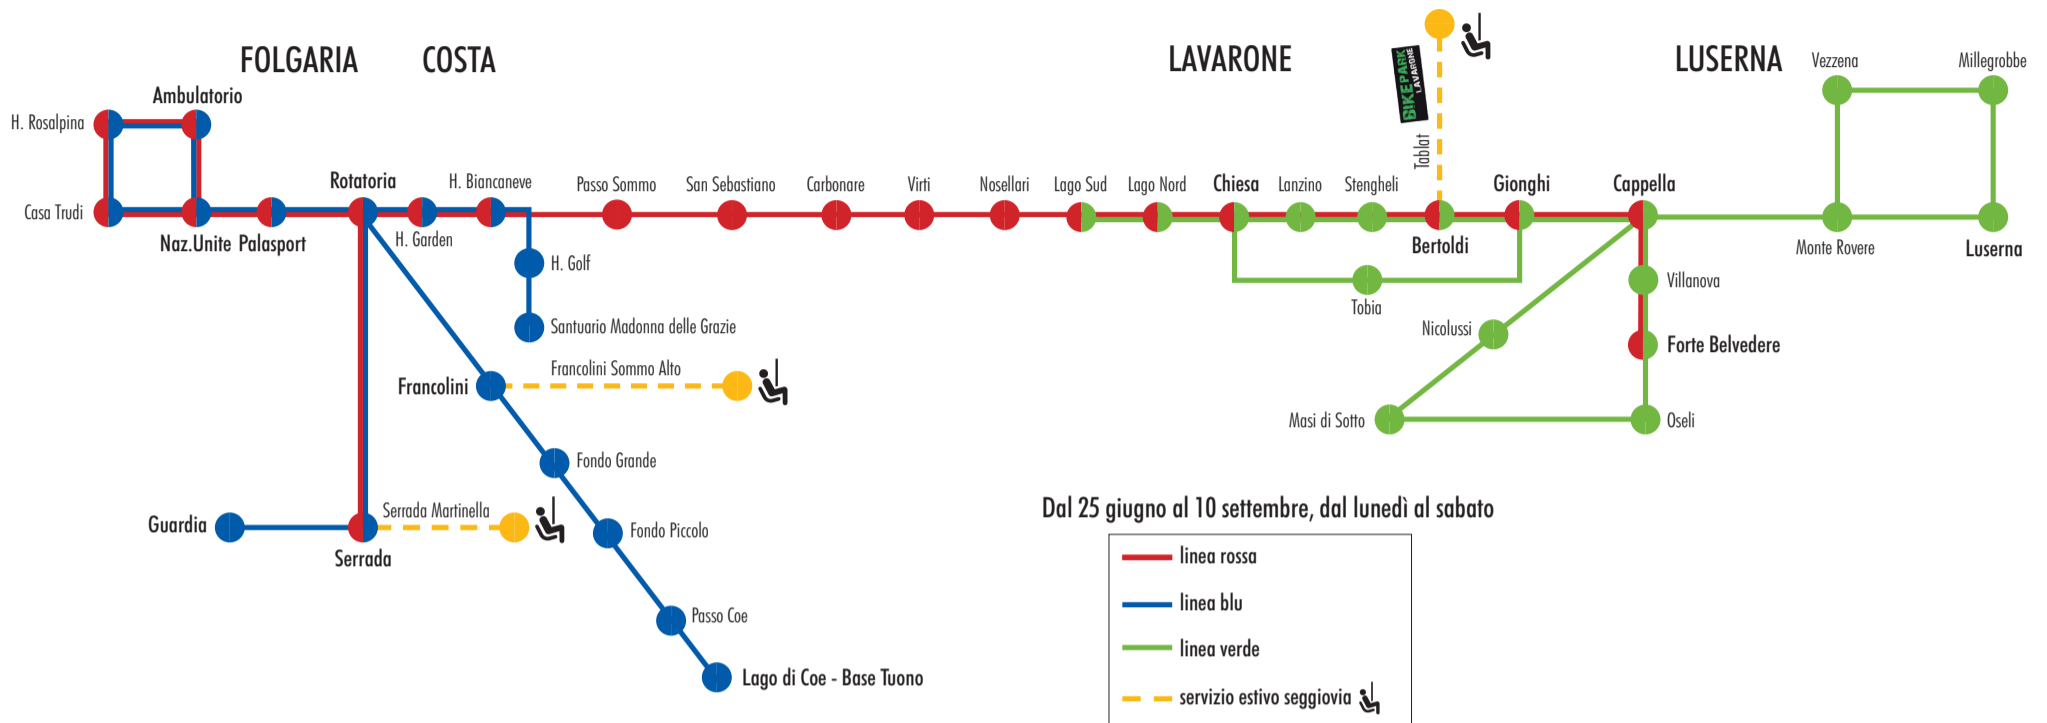 FOLGARIA
COSTA
LAVARONE
LUSERNA
Vezzena
Millegrobbe
BIKE PARK
LAVARONE
Tablat
Ambulatorio
H. Rosalpina
Rotatoria
H. Biancaneve
Passo Sommo
San Sebastiano
Carbonare
Virti
Nosellari
Lago Sud
Lago Nord
Chiesa
Lanzino
Stengheli
Gionghi
Cappella
Casa Trudi
Naz.Unite
Palasport
H. Garden
Bertoldi
Monte Rovere
Luserna
H. Golf
Villanova
Tobia
Santuario Madonna delle Grazie
Nicolussi
Forte Belvedere
Francolini Sommo Alto
Francolini
Masi di Sotto
Oseli
Fondo Grande
Serrada Martinella
Guardia
Fondo Piccolo
Serrada
Passo Coe
Lago di Coe - Base Tuono
Dal 25 giugno al 10 settembre, dal lunedì al sabato
linea rossa
linea blu
linea verde
servizio estivo seggiovia